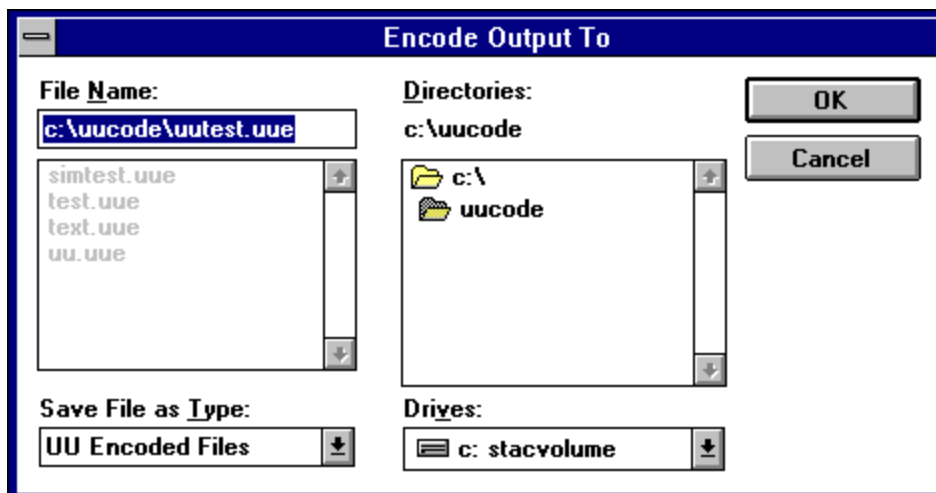 Encode Output To
File Name:
c:\uucode\uutest.uue
simtest.uue
test.uue
text.uue
uu.uue
Save File as Type:
UU Encoded Files
Directories:
c:\uucode
c:\
uucode
Drives:
c: stacvolume
OK
Cancel